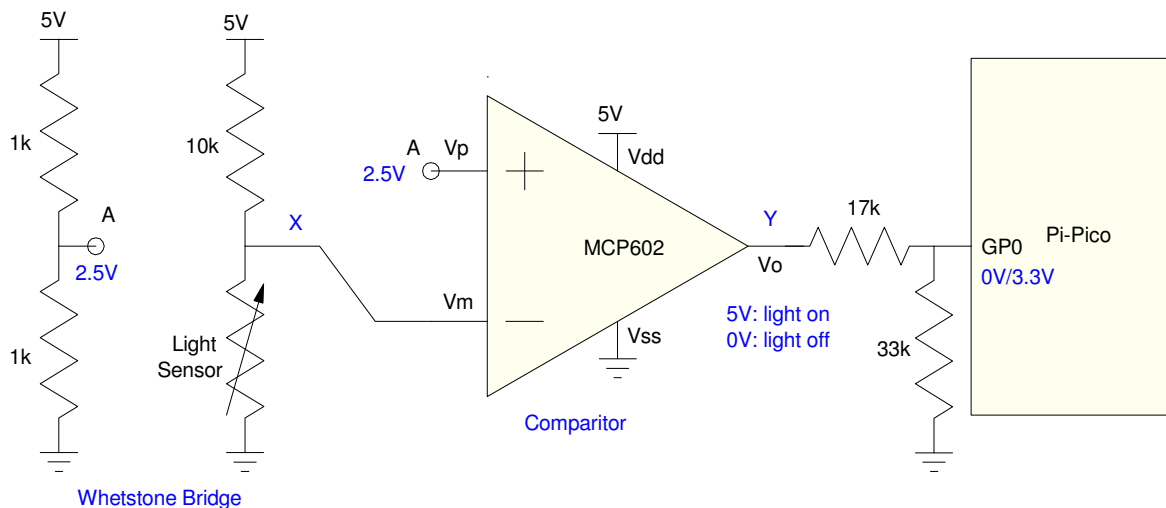 5V
5V
1k
10k
A
2.5V
1k
Light
Sensor
Whetstone Bridge
X
A
Vp
2.5V
+
Vm
−
5V
Vdd
MCP602
Vss
Comparitor
Y
Vo
5V: light on
0V: light off
17k
33k
GP0
0V/3.3V
Pi-Pico